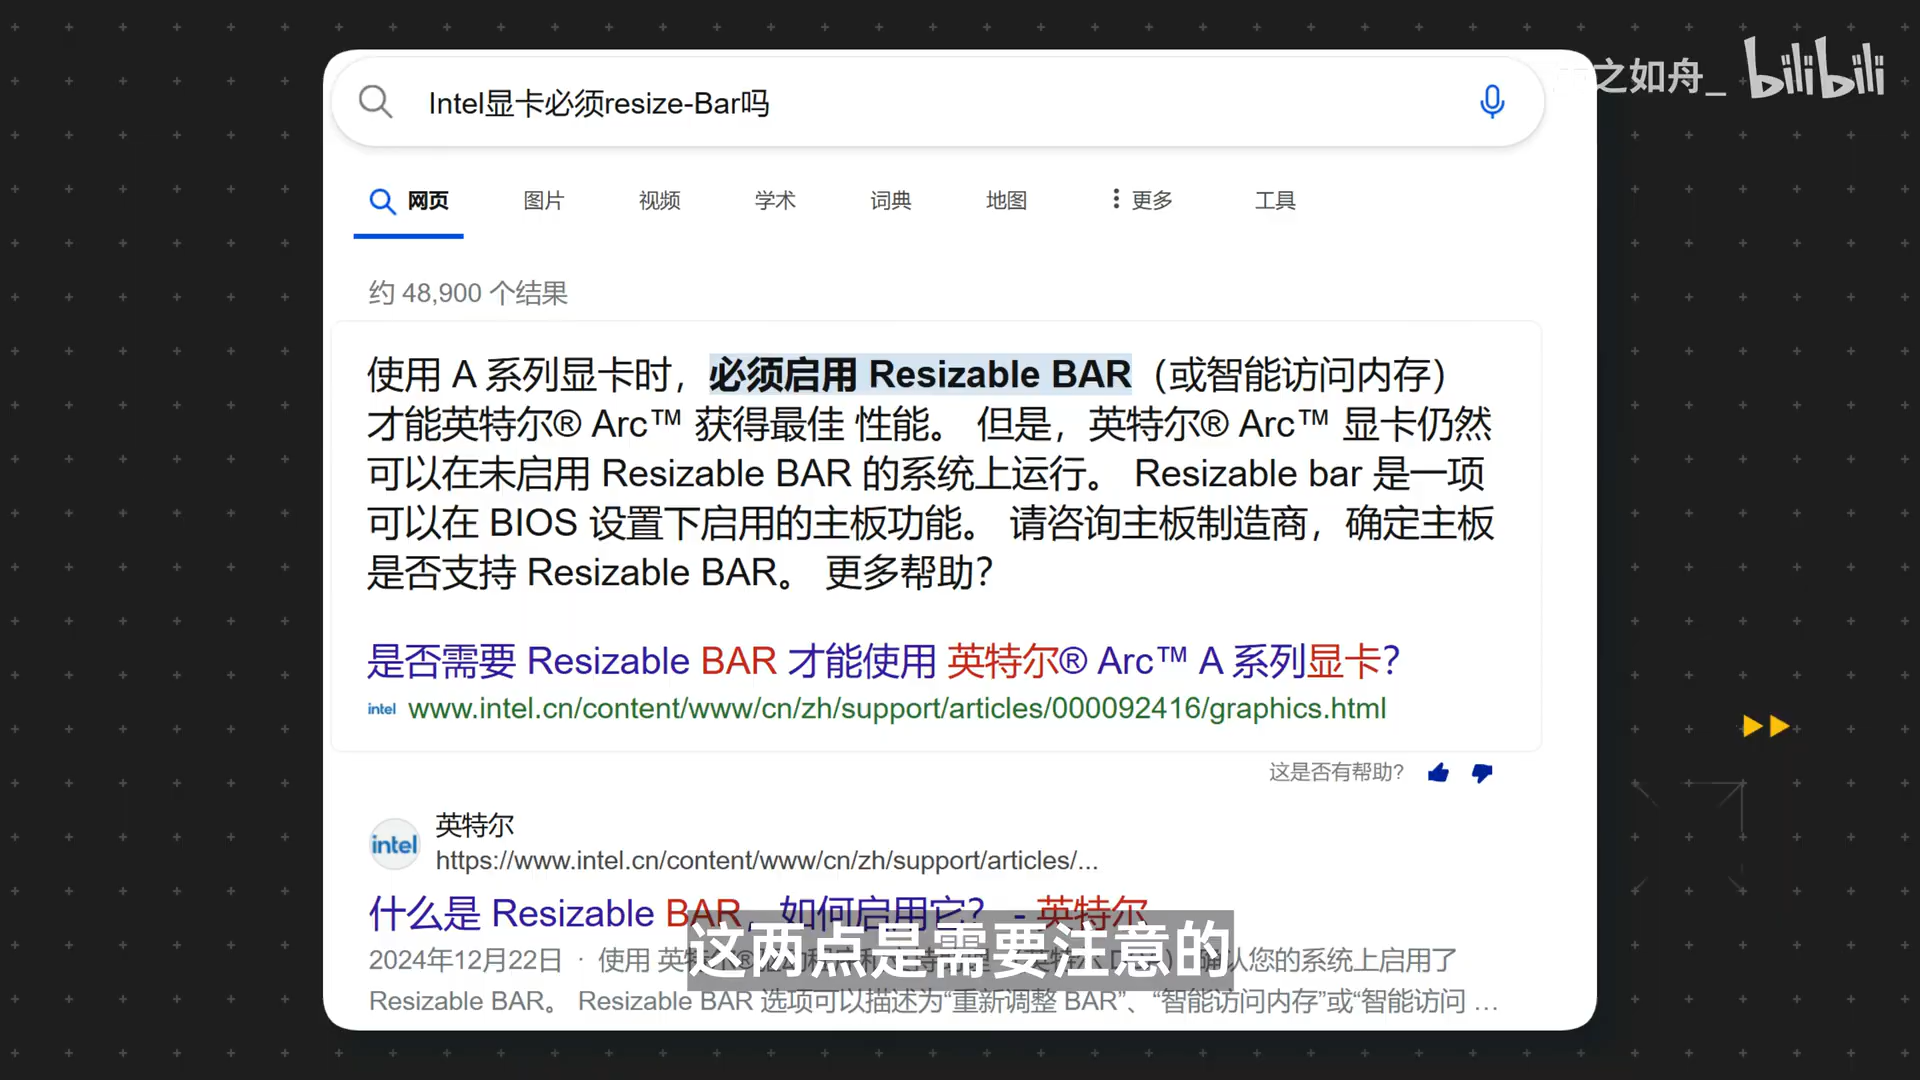 之如舟_ bilibili
Intel显卡必须resize-Bar吗
网页 图片 视频 学术 词典 地图 更多 工具
约 48,900 个结果
使用 A 系列显卡时，必须启用 Resizable BAR（或智能访问内存）
才能英特尔® Arc™ 获得最佳 性能。 但是，英特尔® Arc™ 显卡仍然
可以在未启用 Resizable BAR 的系统上运行。 Resizable bar 是一项
可以在 BIOS 设置下启用的主板功能。 请咨询主板制造商，确定主板
是否支持 Resizable BAR。 更多帮助？
是否需要 Resizable BAR 才能使用 英特尔® Arc™ A 系列显卡?
intel www.intel.cn/content/www/cn/zh/support/articles/000092416/graphics.html
这是否有帮助?
intel 英特尔
https://www.intel.cn/content/www/cn/zh/support/articles/...
什么是 Resizable BAR，如何启用它？ - 英特尔
2024年12月22日 · 使用 英特尔® 您的系统上启用了
Resizable BAR。 Resizable BAR 选项可以描述为“重新调整 BAR”、“智能访问内存”或“智能访问 …
这两点是需要注意的